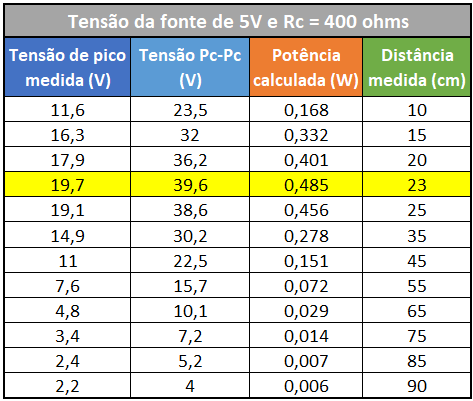 Tensão da fonte de 5V e Rc = 400 ohms
Tensão de pico medida (V) Tensão Pc-Pc (V) Potência calculada (W) Distância medida (cm)
11,6 23,5 0,168 10
16,3 32 0,332 15
17,9 36,2 0,401 20
19,7 39,6 0,485 23
19,1 38,6 0,456 25
14,9 30,2 0,278 35
11 22,5 0,151 45
7,6 15,7 0,072 55
4,8 10,1 0,029 65
3,4 7,2 0,014 75
2,4 5,2 0,007 85
2,2 4 0,006 90